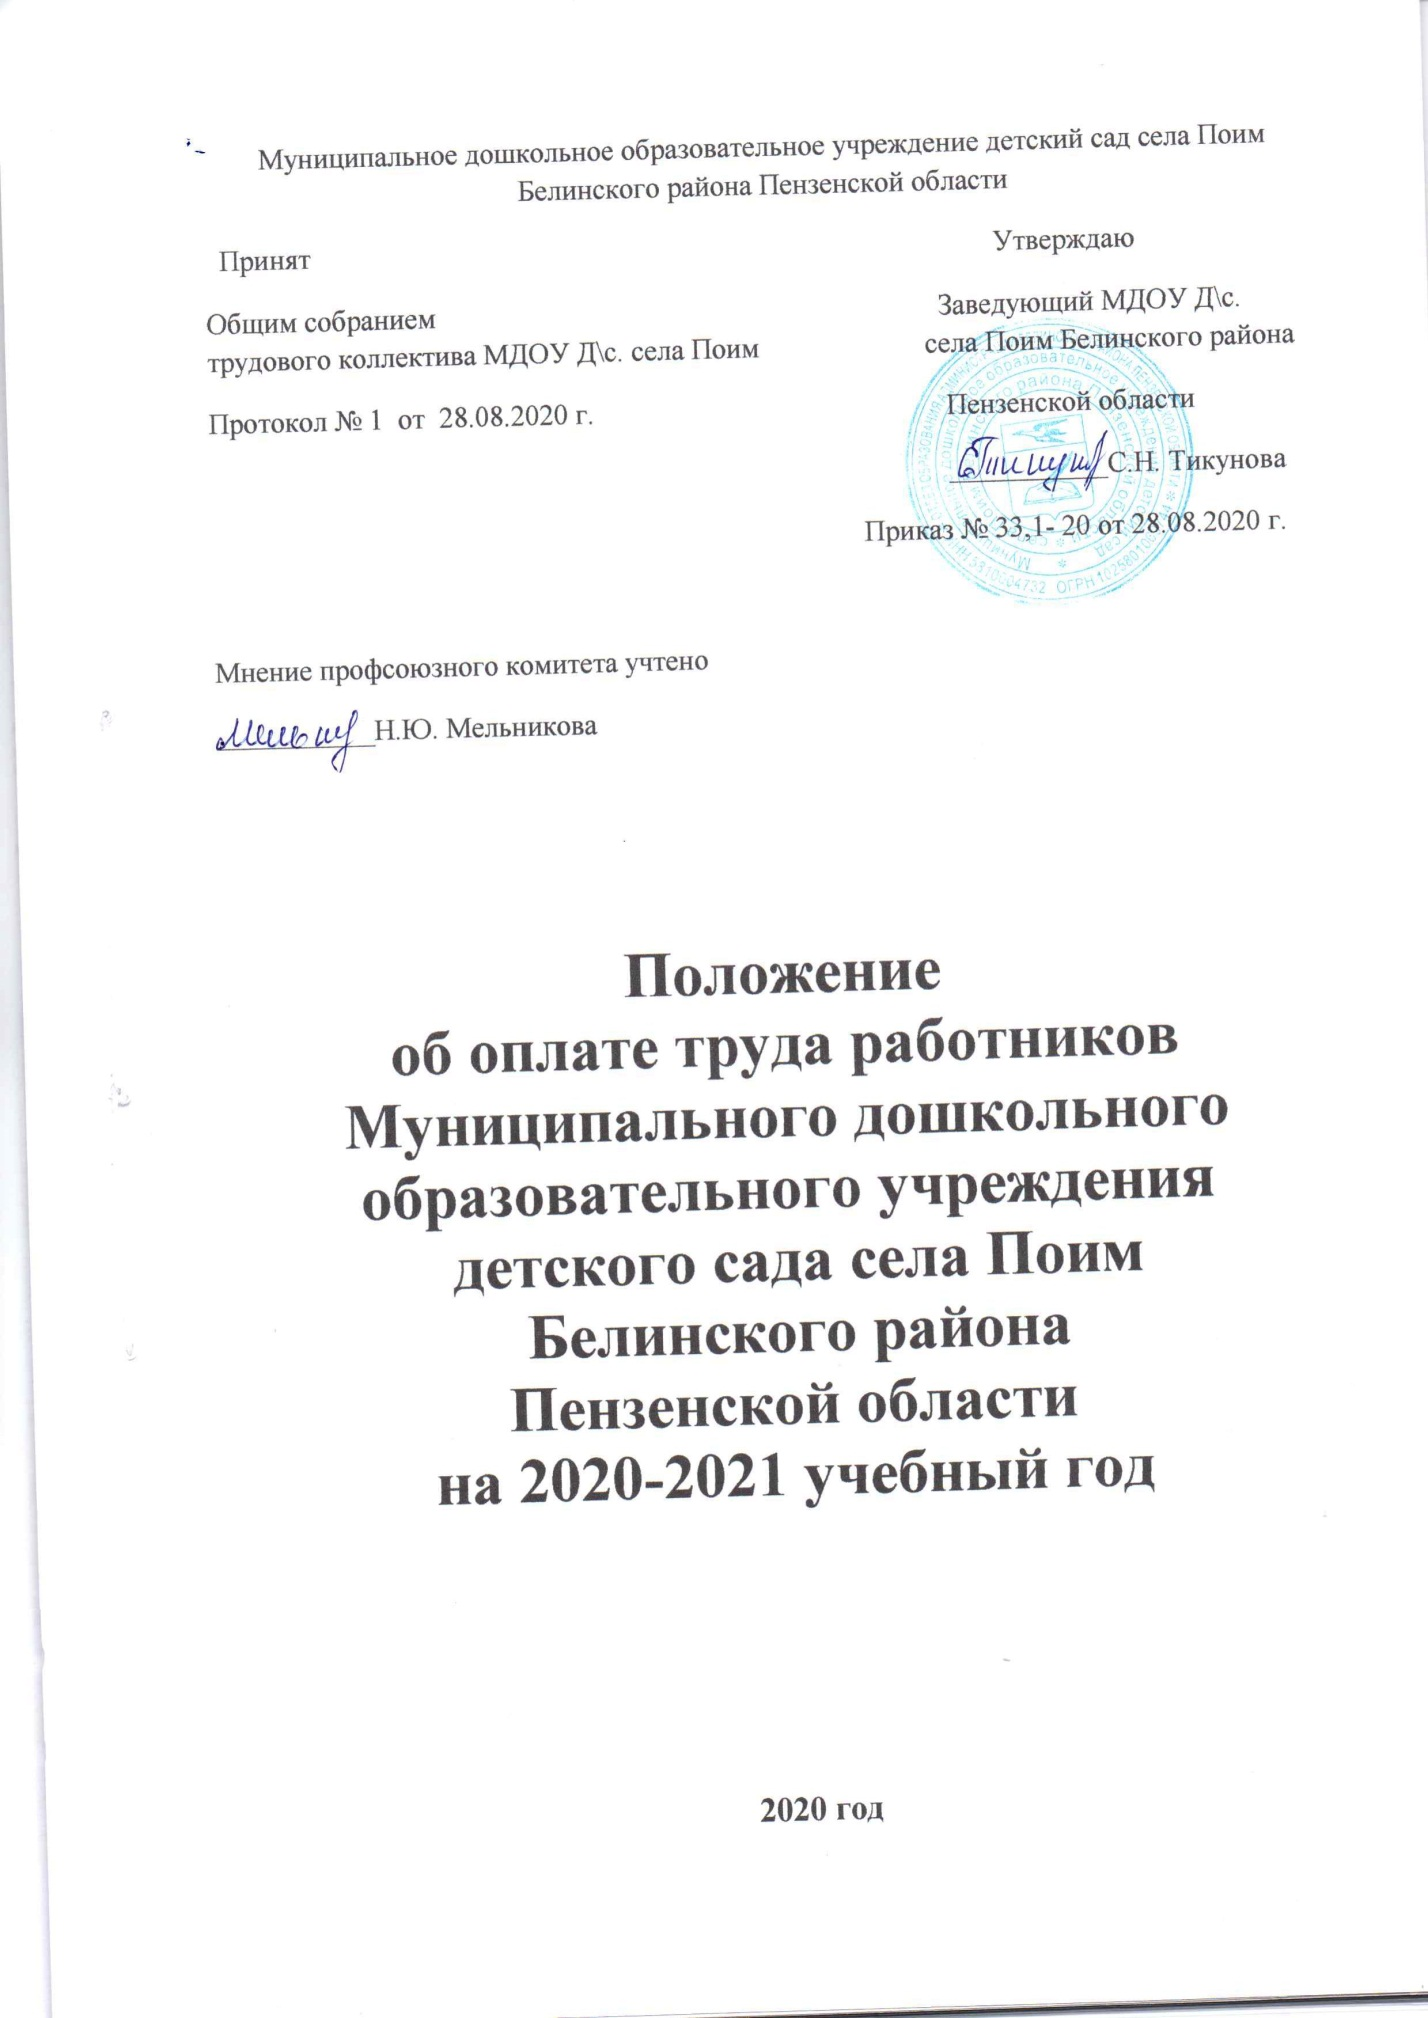 Муниципальное дошкольное образовательное учреждение детский сад села Поим
Белинского района Пензенской области
Принят
Общим собранием
трудового коллектива МДОУ Д\с. села Поим
Протокол № 1 от 28.08.2020 г.
Утверждаю
Заведующий МДОУ Д\с.
села Поим Белинского района
Пензенской области
С.Н. Тикунова
Приказ № 33,1- 20 от 28.08.2020 г.
Мнение профсоюзного комитета учтено
Н.Ю. Мельникова
Положение
об оплате труда работников
Муниципального дошкольного
образовательного учреждения
детского сада села Поим
Белинского района
Пензенской области
на 2020-2021 учебный год
2020 год